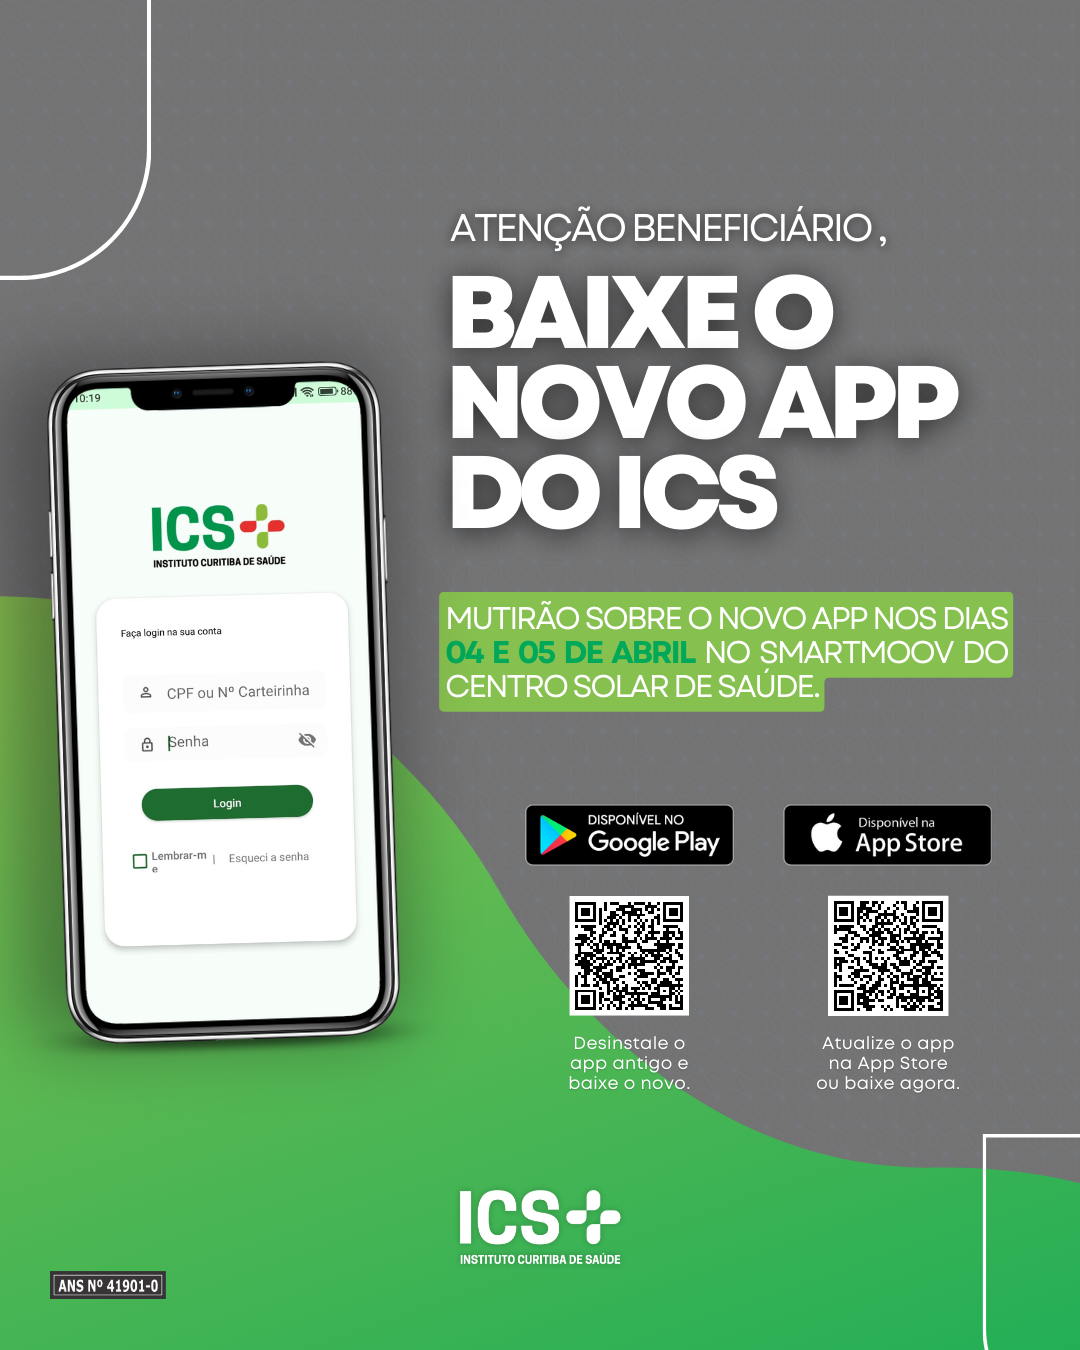 ATENÇÃO BENEFICIÁRIO ,
BAIXE O
NOVO APP
DO ICS
10:19
88
ICS
INSTITUTO CURITIBA DE SAÚDE
Faça login na sua conta
CPF ou Nº Carteirinha
Senha
Login
Lembrar-m
e
| Esqueci a senha
MUTIRÃO SOBRE O NOVO APP NOS DIAS
04 E 05 DE ABRIL NO SMARTMOOV DO
CENTRO SOLAR DE SAÚDE.
DISPONÍVEL NO
Google Play
Disponível na
App Store
Desinstale o
app antigo e
baixe o novo.
Atualize o app
na App Store
ou baixe agora.
ICS
INSTITUTO CURITIBA DE SAÚDE
ANS Nº 41901-0